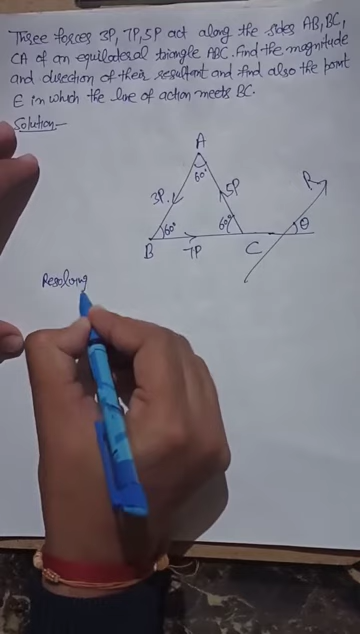 Three forces 3P, 7P, 5P act along the sides AB, BC,
CA of an equilateral triangle ABC. Find the magnitude
and direction of their resultant and find also the point
E in which the line of action meets BC.
Solution:-
A
60°
3P
5P
R
60°
60°
θ
B
7P
C
Resolving